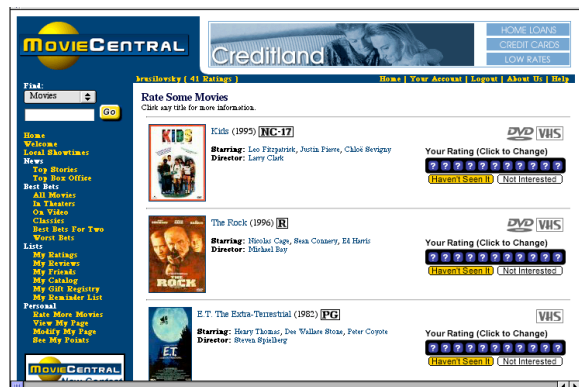 MOVIECENTRAL
Creditland
HOME LOANS
CREDIT CARDS
LOW RATES
brusilovsky ( 41 Ratings )
Home | Your Account | Logout | About Us | Help
Find:
Movies
Go
Home
Welcome
Local Showtimes
News
Top Stories
Top Box Office
Best Bets
All Movies
In Theaters
On Video
Classics
Best Bets For Two
Worst Bets
Lists
My Ratings
My Reviews
My Friends
My Catalog
My Gift Registry
My Reminder List
Personal
Rate More Movies
View My Page
Modify My Page
See My Points
MOVIECENTRAL
Rate Some Movies
Click any title for more information.
KIDS
Kids (1995) NC-17
Starring: Leo Fitzpatrick, Justin Pierce, Chloë Sevigny
Director: Larry Clark
DVD VHS
Your Rating (Click to Change)
? ? ? ? ? ? ? ? ? ? ?
Haven't Seen It Not Interested
THE ROCK
The Rock (1996) R
Starring: Nicolas Cage, Sean Connery, Ed Harris
Director: Michael Bay
DVD VHS
Your Rating (Click to Change)
? ? ? ? ? ? ? ? ? ? ?
Haven't Seen It Not Interested
E.T.
E.T. The Extra-Terrestrial (1982) PG
Starring: Henry Thomas, Dee Wallace Stone, Peter Coyote
Director: Steven Spielberg
VHS
Your Rating (Click to Change)
? ? ? ? ? ? ? ? ? ? ?
Haven't Seen It Not Interested